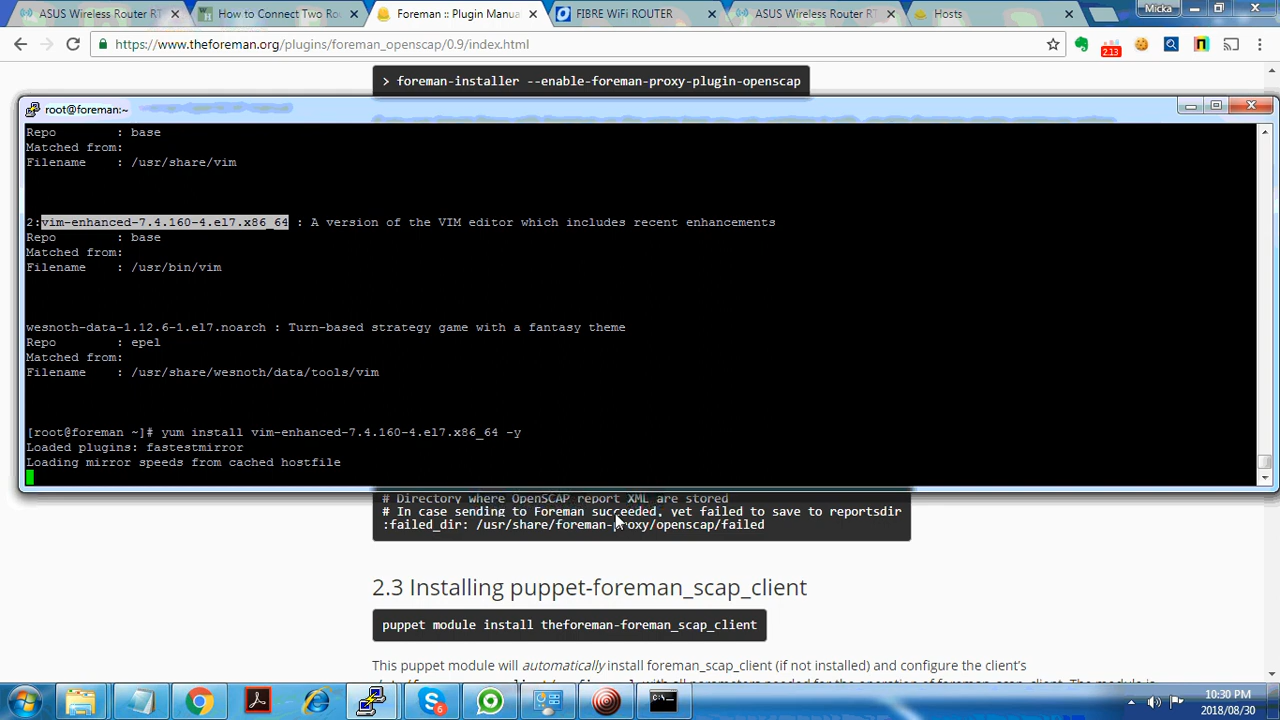 ASUS Wireless Router RT
How to Connect Two Rou
Foreman :: Plugin Manua
FIBRE WiFi ROUTER
ASUS Wireless Router RT
Hosts
Micka
https://www.theforeman.org/plugins/foreman_openscap/0.9/index.html
2.13
> foreman-installer --enable-foreman-proxy-plugin-openscap
root@foreman:~
Repo : base
Matched from:
Filename : /usr/share/vim
2:vim-enhanced-7.4.160-4.el7.x86_64 : A version of the VIM editor which includes recent enhancements
Repo : base
Matched from:
Filename : /usr/bin/vim
wesnoth-data-1.12.6-1.el7.noarch : Turn-based strategy game with a fantasy theme
Repo : epel
Matched from:
Filename : /usr/share/wesnoth/data/tools/vim
[root@foreman ~]# yum install vim-enhanced-7.4.160-4.el7.x86_64 -y
Loaded plugins: fastestmirror
Loading mirror speeds from cached hostfile
# Directory where OpenSCAP report XML are stored
# In case sending to Foreman succeeded, yet failed to save to reportsdir
:failed_dir: /usr/share/foreman-proxy/openscap/failed
2.3 Installing puppet-foreman_scap_client
puppet module install theforeman-foreman_scap_client
This puppet module will automatically install foreman_scap_client (if not installed) and configure the client's
10:30 PM
2018/08/30